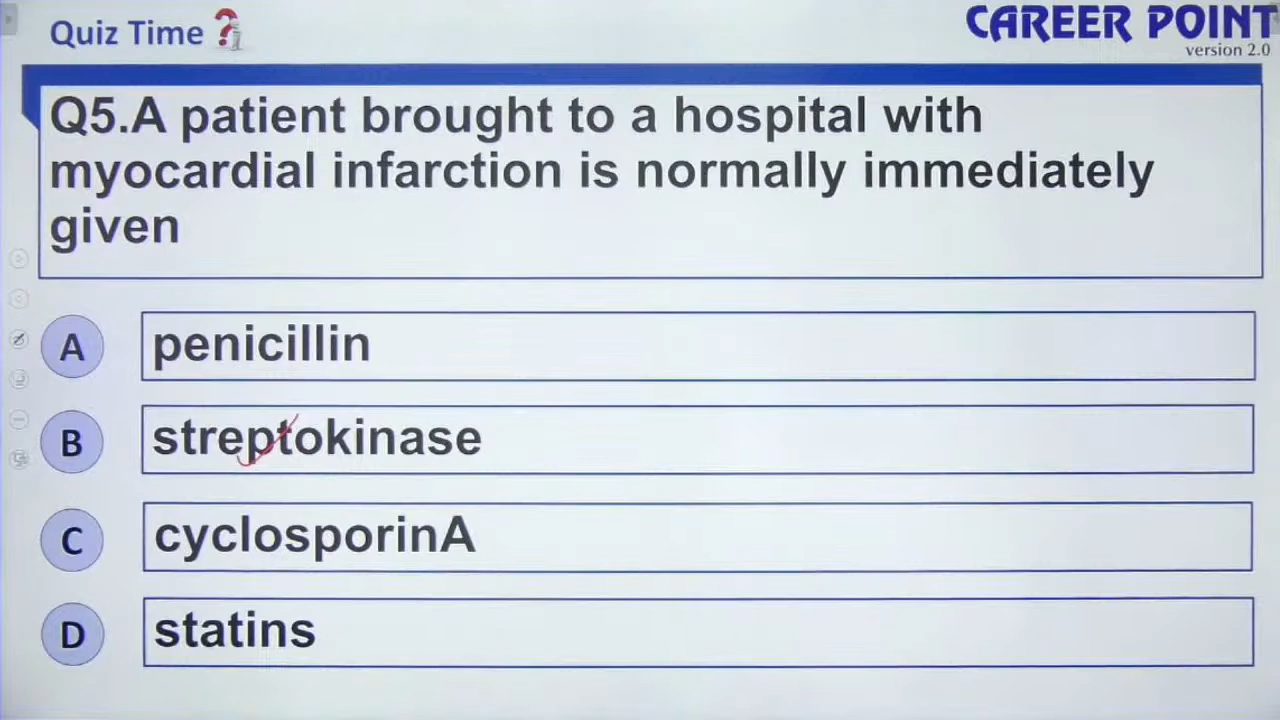 Quiz Time
CAREER POINT
version 2.0
Q5.A patient brought to a hospital with
myocardial infarction is normally immediately
given
A penicillin
B streptokinase
C cyclosporinA
D statins